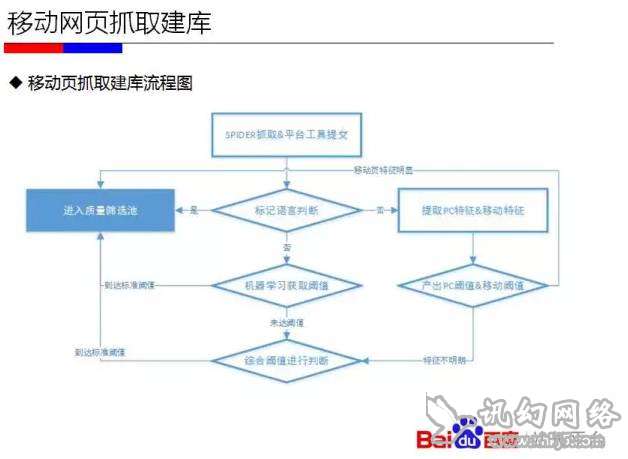 移动网页抓取建库
◆ 移动页抓取建库流程图
SPIDER抓取&平台工具提交
移动页特征明显
进入质量筛选池
是
标记语言判断
否
提取PC特征&移动特征
否
到达标准阈值
机器学习获取阈值
产出PC阈值&移动阈值
未达阈值
到达标准阈值
综合阈值进行判断
特征不明朗
讯幻网络
Bai du 百度